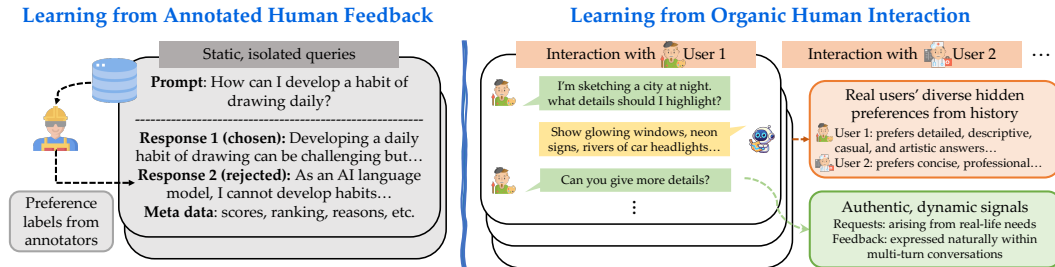 Learning from Annotated Human Feedback
Static, isolated queries
Prompt: How can I develop a habit of
drawing daily?
Response 1 (chosen): Developing a daily
habit of drawing can be challenging but…
Response 2 (rejected): As an AI language
model, I cannot develop habits…
Meta data: scores, ranking, reasons, etc.
Preference
labels from
annotators
Learning from Organic Human Interaction
Interaction with User 1
I'm sketching a city at night.
what details should I highlight?
Show glowing windows, neon
signs, rivers of car headlights…
Can you give more details?
⋮
Interaction with User 2
…
Real users' diverse hidden
preferences from history
User 1: prefers detailed, descriptive,
casual, and artistic answers…
User 2: prefers concise, professional…
Authentic, dynamic signals
Requests: arising from real-life needs
Feedback: expressed naturally within
multi-turn conversations